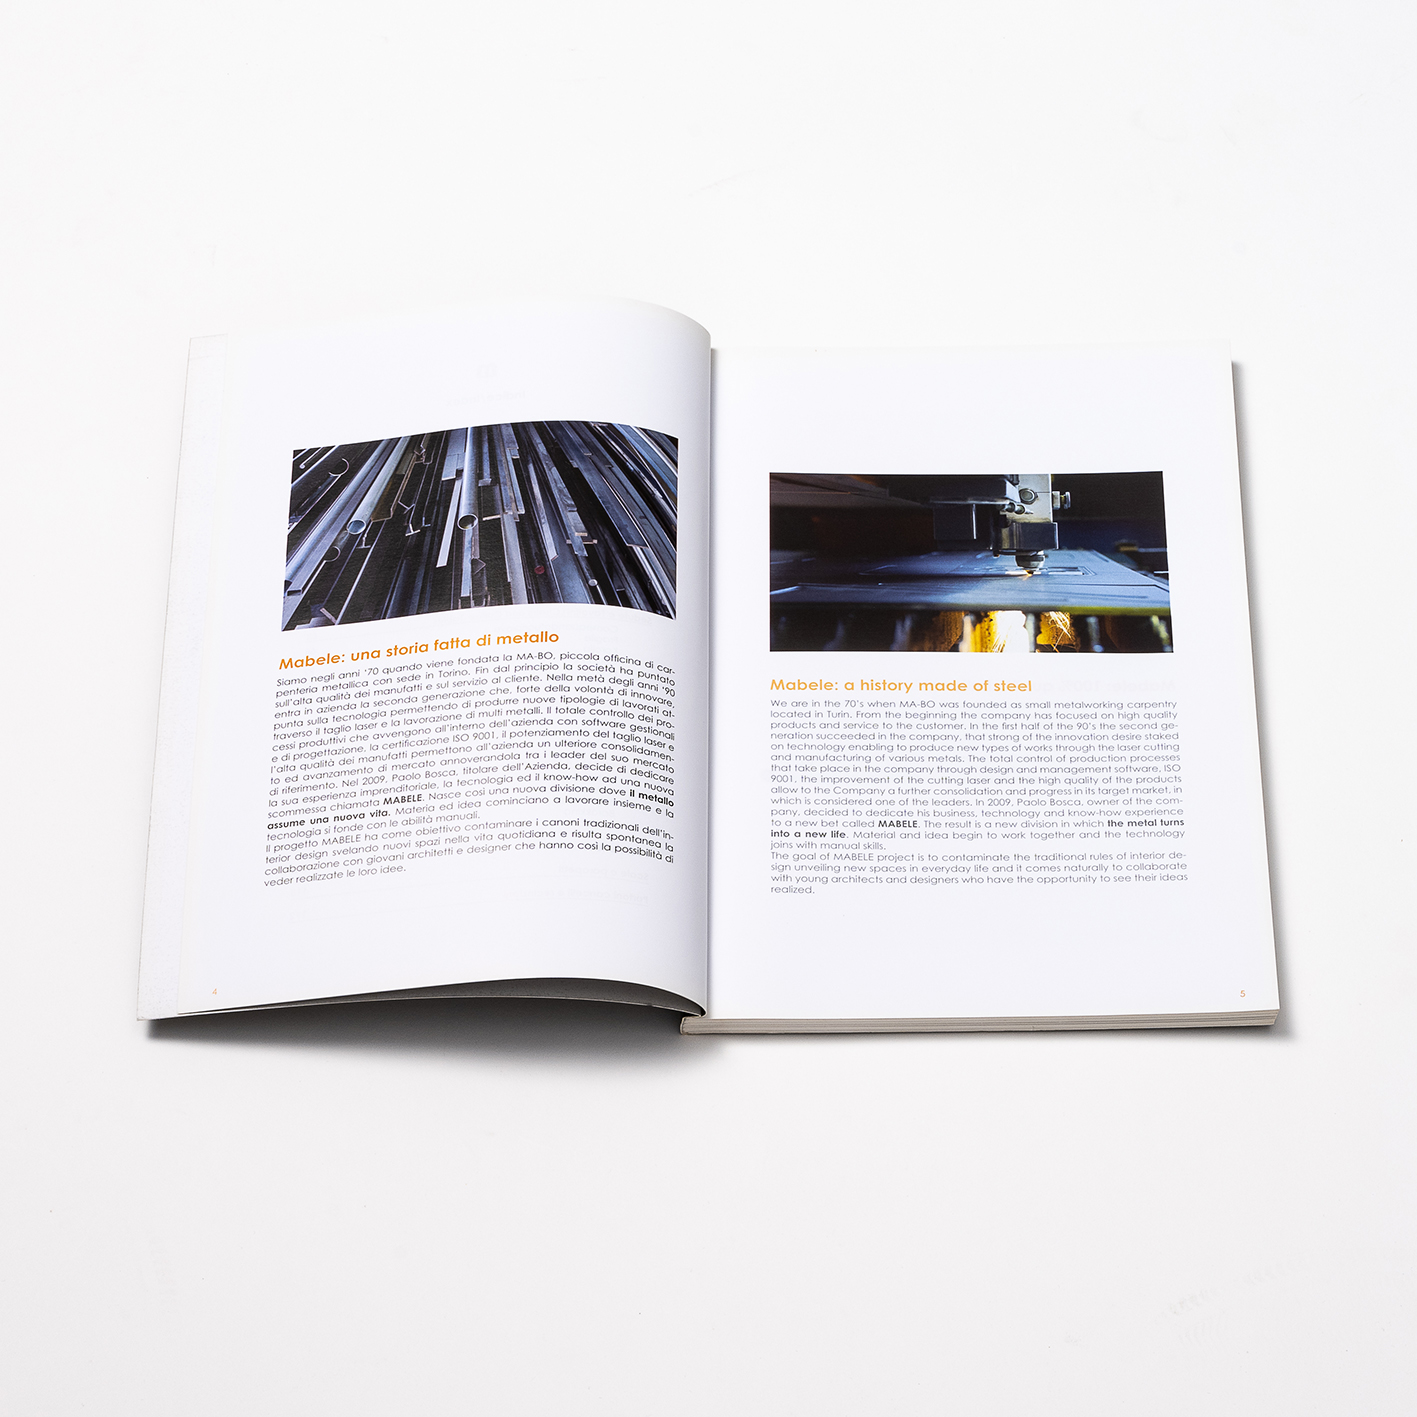 Mabele: una storia fatta di metallo
Siamo negli anni '70 quando viene fondata la MA-BO, piccola officina di car-
penteria metallica con sede in Torino. Fin dal principio la società ha puntato
sull'alta qualità dei manufatti e sul servizio al cliente. Nella metà degli anni '90
entra in azienda la seconda generazione che, forte della volontà di innovare,
punta sulla tecnologia permettendo di produrre nuove tipologie di lavorati at-
traverso il taglio laser e la lavorazione di multi metalli. Il totale controllo dei pro-
cessi produttivi che avvengono all'interno dell'azienda con software gestionali
e di progettazione, la certificazione ISO 9001, il potenziamento del taglio laser e
l'alta qualità dei manufatti permettono all'azienda un ulteriore consolidamen-
to ed avanzamento di mercato annoverandola tra i leader del suo mercato
di riferimento. Nel 2009, Paolo Bosca, titolare dell'Azienda, decide di dedicare
la sua esperienza imprenditoriale, la tecnologia ed il know-how ad una nuova
scommessa chiamata MABELE. Nasce così una nuova divisione dove il metallo
assume una nuova vita. Materia ed idea cominciano a lavorare insieme e la
tecnologia si fonde con le abilità manuali.
Il progetto MABELE ha come obiettivo contaminare i canoni tradizionali dell'in-
terior design svelando nuovi spazi nella vita quotidiana e risulta spontanea la
collaborazione con giovani architetti e designer che hanno così la possibilità di
veder realizzate le loro idee.
4
Mabele: a history made of steel
We are in the 70's when MA-BO was founded as small metalworking carpentry
located in Turin. From the beginning the company has focused on high quality
products and service to the customer. In the first half of the 90's the second ge-
neration succeeded in the company, that strong of the innovation desire staked
on technology enabling to produce new types of works through the laser cutting
and manufacturing of various metals. The total control of production processes
that take place in the company through design and management software, ISO
9001, the improvement of the cutting laser and the high quality of the products
allow to the Company a further consolidation and progress in its target market, in
which is considered one of the leaders. In 2009, Paolo Bosca, owner of the com-
pany, decided to dedicate his business, technology and know-how experience
to a new bet called MABELE. The result is a new division in which the metal turns
into a new life. Material and idea begin to work together and the technology
joins with manual skills.
The goal of MABELE project is to contaminate the traditional rules of interior de-
sign unveiling new spaces in everyday life and it comes naturally to collaborate
with young architects and designers who have the opportunity to see their ideas
realized.
5